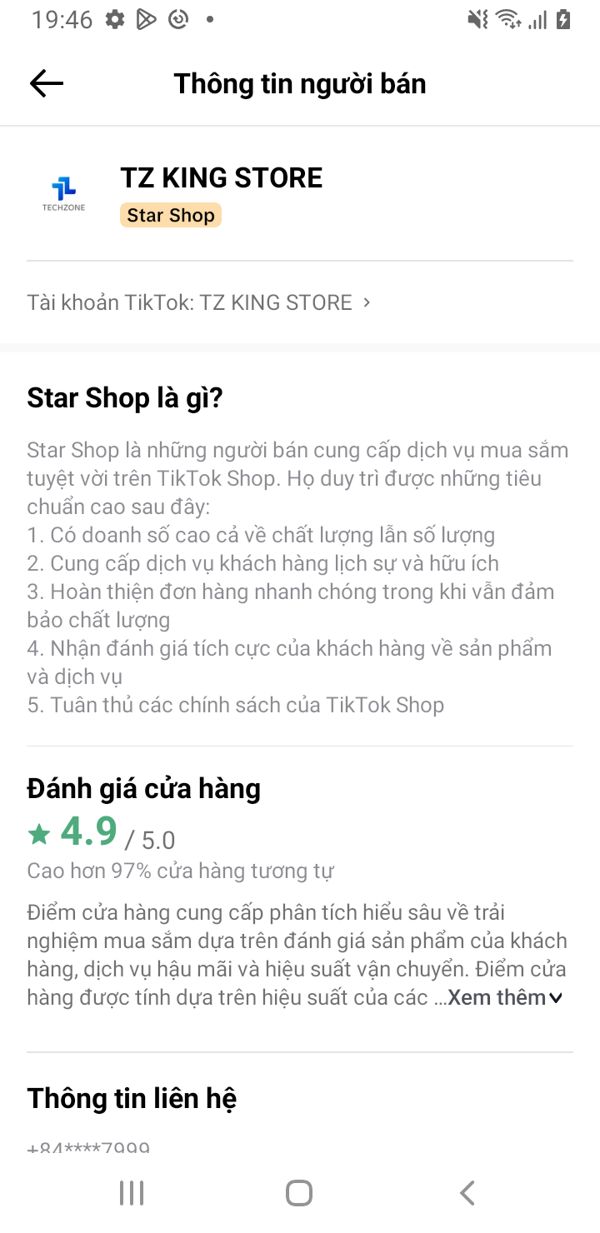 19:46
Thông tin người bán
TZ KING STORE
TECHZONE
Star Shop
Tài khoản TikTok: TZ KING STORE >
Star Shop là gì?
Star Shop là những người bán cung cấp dịch vụ mua sắm
tuyệt vời trên TikTok Shop. Họ duy trì được những tiêu
chuẩn cao sau đây:
1. Có doanh số cao cả về chất lượng lẫn số lượng
2. Cung cấp dịch vụ khách hàng lịch sự và hữu ích
3. Hoàn thiện đơn hàng nhanh chóng trong khi vẫn đảm
bảo chất lượng
4. Nhận đánh giá tích cực của khách hàng về sản phẩm
và dịch vụ
5. Tuân thủ các chính sách của TikTok Shop
Đánh giá cửa hàng
4.9 / 5.0
Cao hơn 97% cửa hàng tương tự
Điểm cửa hàng cung cấp phân tích hiểu sâu về trải
nghiệm mua sắm dựa trên đánh giá sản phẩm của khách
hàng, dịch vụ hậu mãi và hiệu suất vận chuyển. Điểm cửa
hàng được tính dựa trên hiệu suất của các ...Xem thêm
Thông tin liên hệ
+84****7999